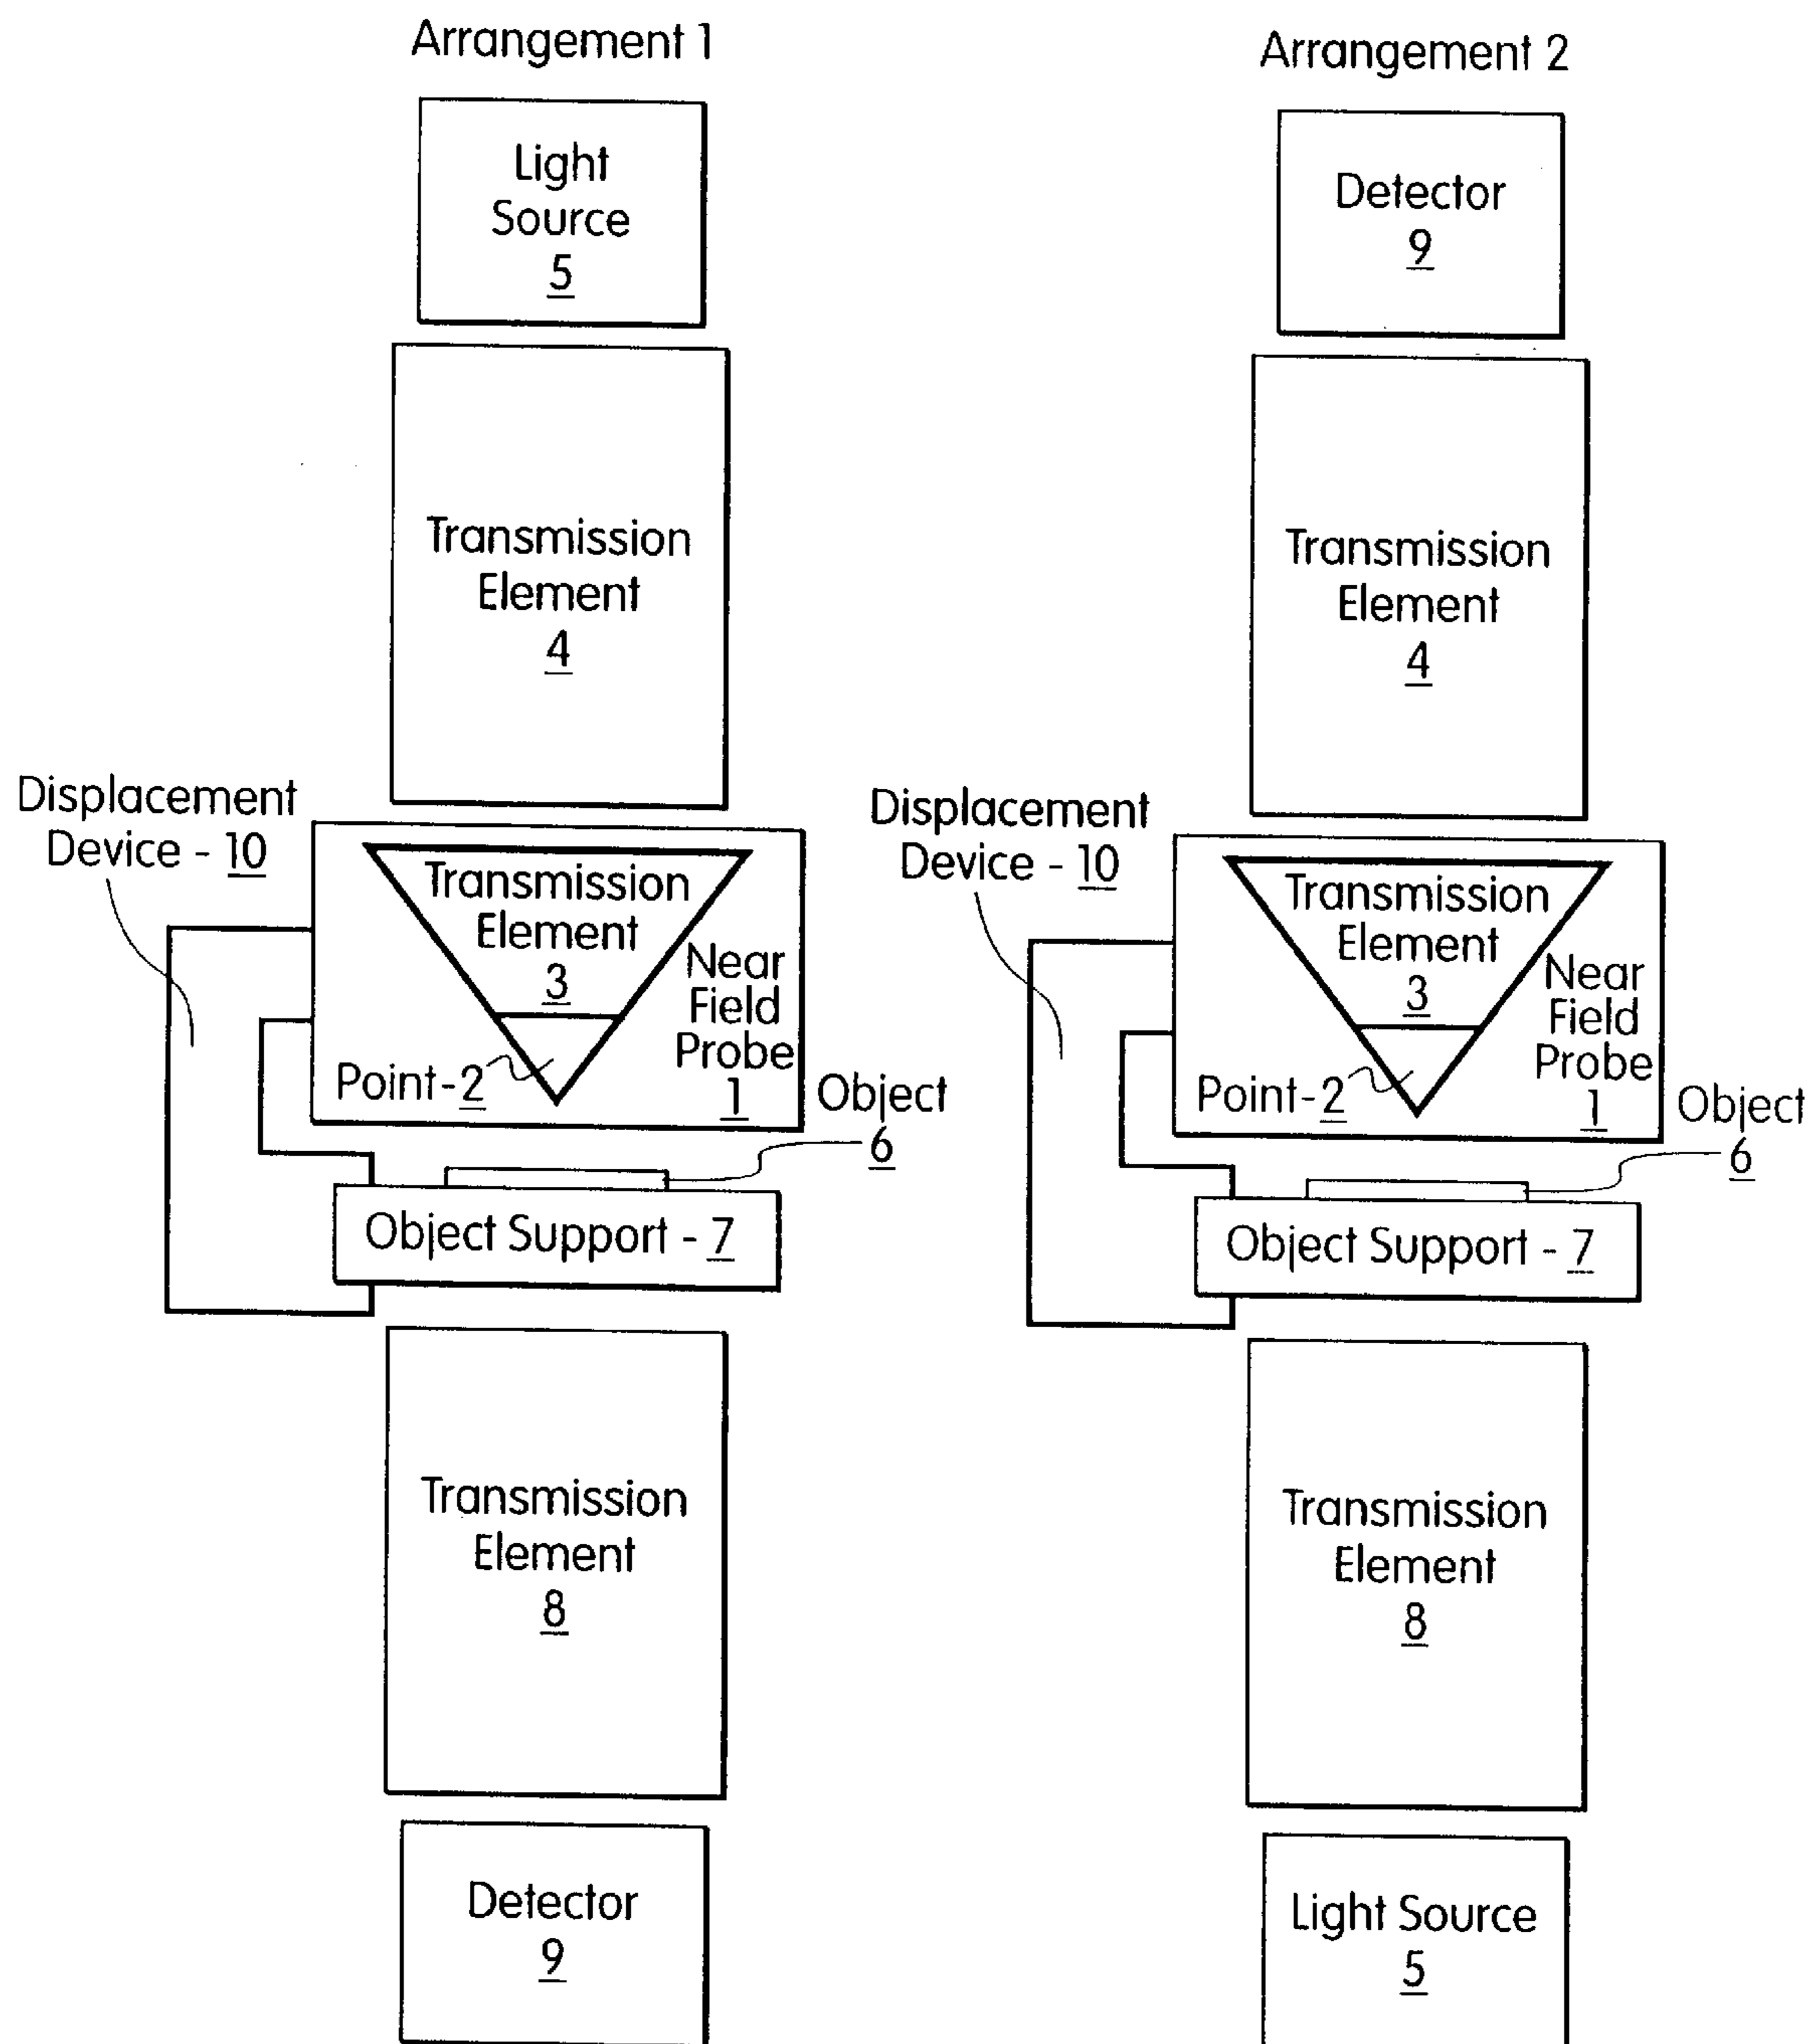 Arrangement 1
Light
Source
5
Transmission
Element
4
Displacement
Device - 10
Transmission
Element
3
Near
Field
Probe
1
Point-2
Object
6
Object Support - 7
Transmission
Element
8
Detector
9
Arrangement 2
Detector
9
Transmission
Element
4
Displacement
Device - 10
Transmission
Element
3
Near
Field
Probe
1
Point-2
Object
6
Object Support - 7
Transmission
Element
8
Light Source
5